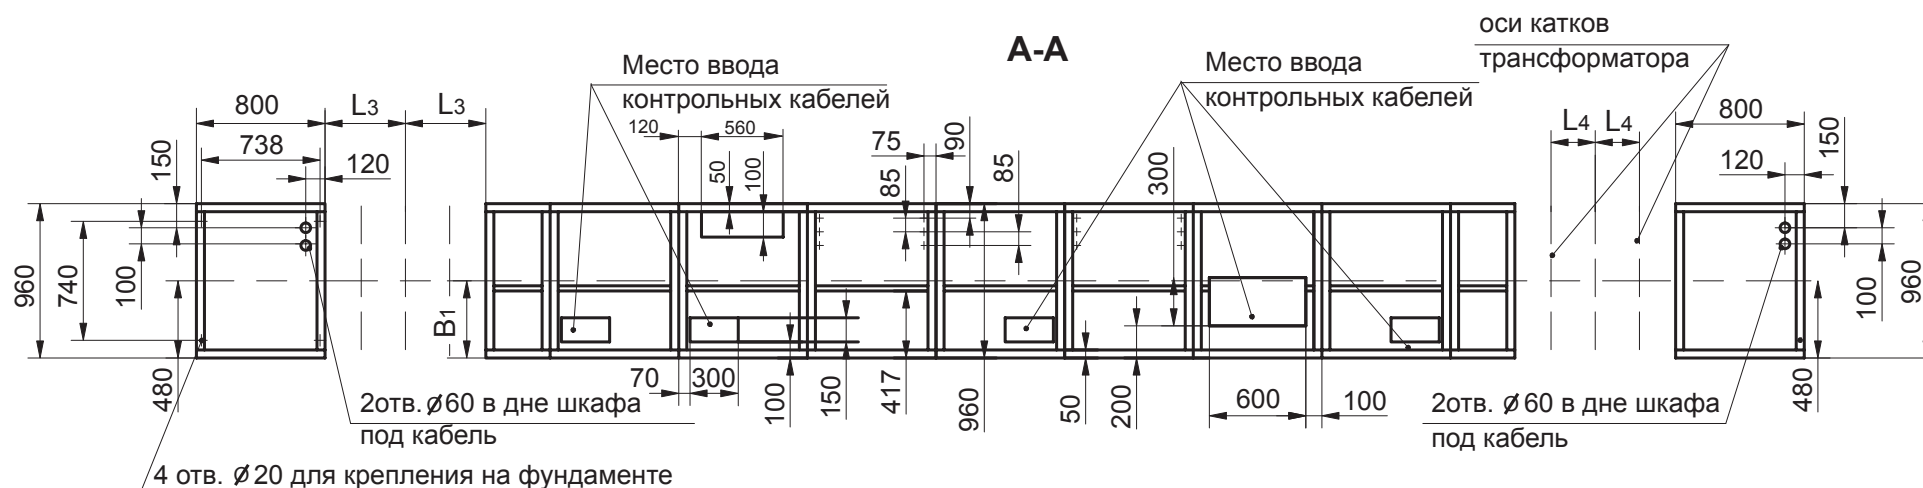 оси катков
трансформатора
А-А
Место ввода
контрольных кабелей
Место ввода
контрольных кабелей
800
L3
L3
120
560
75
90
L4
L4
800
738
120
150
50
100
85
85
300
120
150
960
740
100
480
B1
70
300
100
150
417
960
50
200
600
100
100
960
480
2отв. ⌀60 в дне шкафа
под кабель
2отв. ⌀60 в дне шкафа
под кабель
4 отв. ⌀20 для крепления на фундаменте